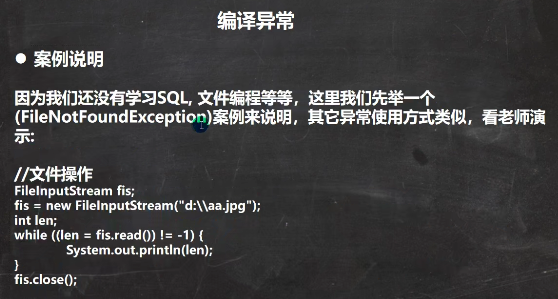 编译异常
● 案例说明
因为我们还没有学习SQL, 文件编程等等，这里我们先举一个
(FileNotFoundException)案例来说明，其它异常使用方式类似，看老师演
示:
//文件操作
FileInputStream fis;
fis = new FileInputStream("d:\\aa.jpg");
int len;
while ((len = fis.read()) != -1) {
System.out.println(len);
}
fis.close();